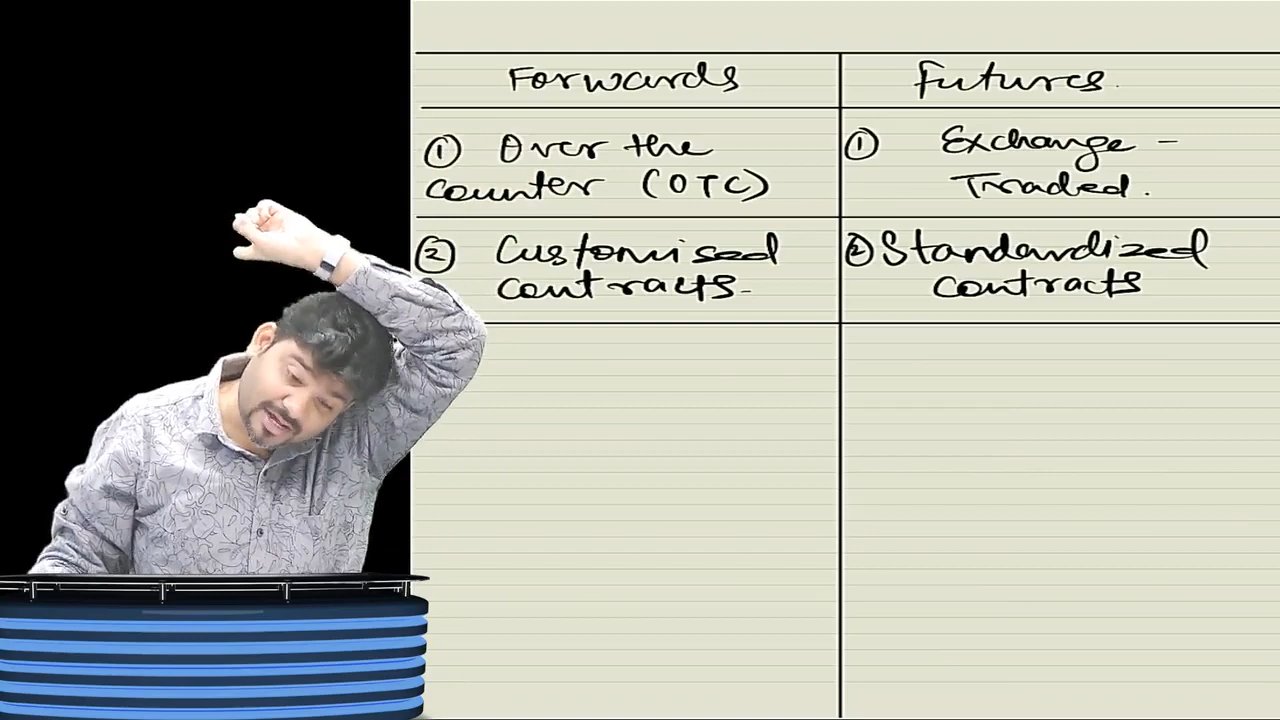 Forwards
Futures.
① Over the
counter (OTC)
① Exchange -
Traded.
② Customised
contracts.
② Standardized
contracts